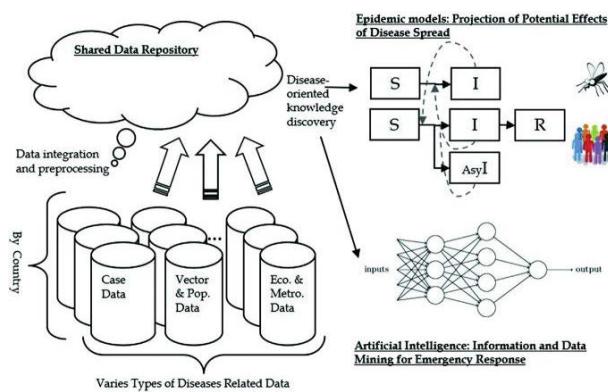 Shared Data Repository
Epidemic models: Projection of Potential Effects
of Disease Spread
Disease-
oriented
knowledge
discovery
S
I
S
I
R
AsyI
Data integration
and preprocessing
By Country
Case
Data
Vector
& Pop.
Data
...
Eco. &
Metro.
Data
Varies Types of Diseases Related Data
inputs
output
Artificial Intelligence: Information and Data
Mining for Emergency Response